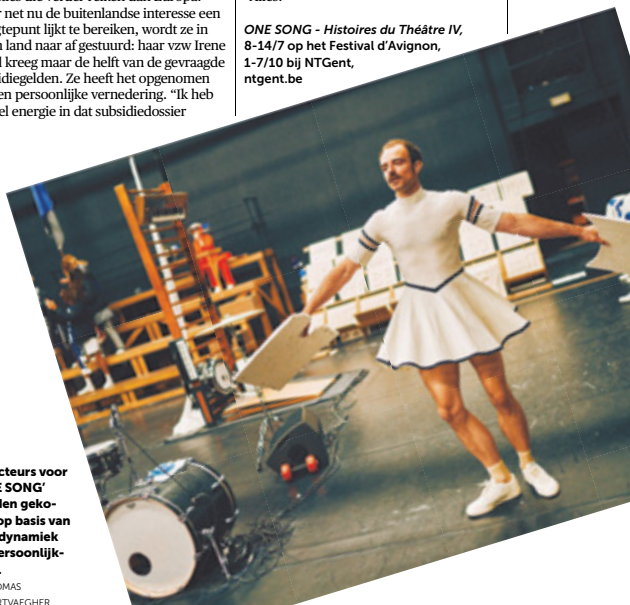 r net nu de buitenlandse interesse een
gtepunt lijkt te bereiken, wordt ze in
n land naar af gestuurd: haar vzw Irene
l kreeg maar de helft van de gevraagde
idiegelden. Ze heeft het opgenomen
en persoonlijke vernedering. “Ik heb
el energie in dat subsidiedossier
ONE SONG - Histoires du Théâtre IV,
8-14/7 op het Festival d’Avignon,
1-7/10 bij NTGent,
ntgent.be
cteurs voor
E SONG’
den geko-
op basis van
dynamiek
ersoonlijk-
OMAS
RTVAEGHER